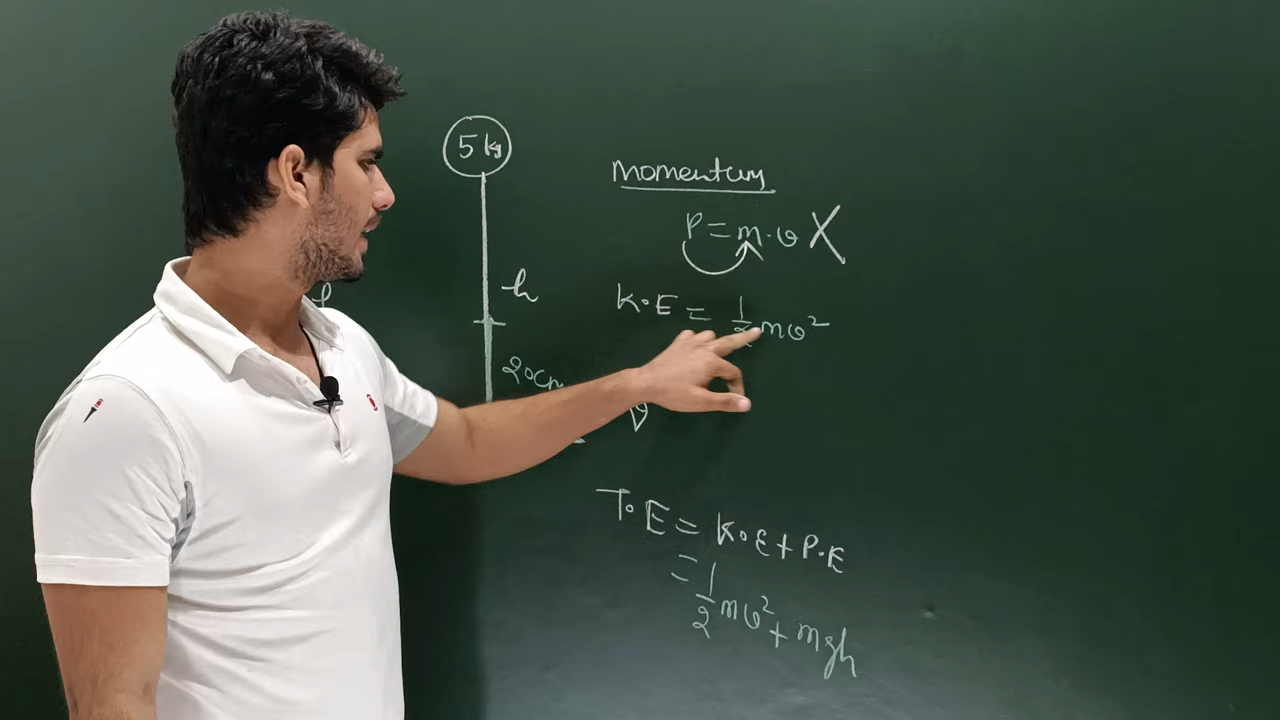 5 kg
momentum
P = m.v X
h
K.E = 1/2 mv²
20cm
T.E = K.E + P.E
= 1/2 mv² + mgh